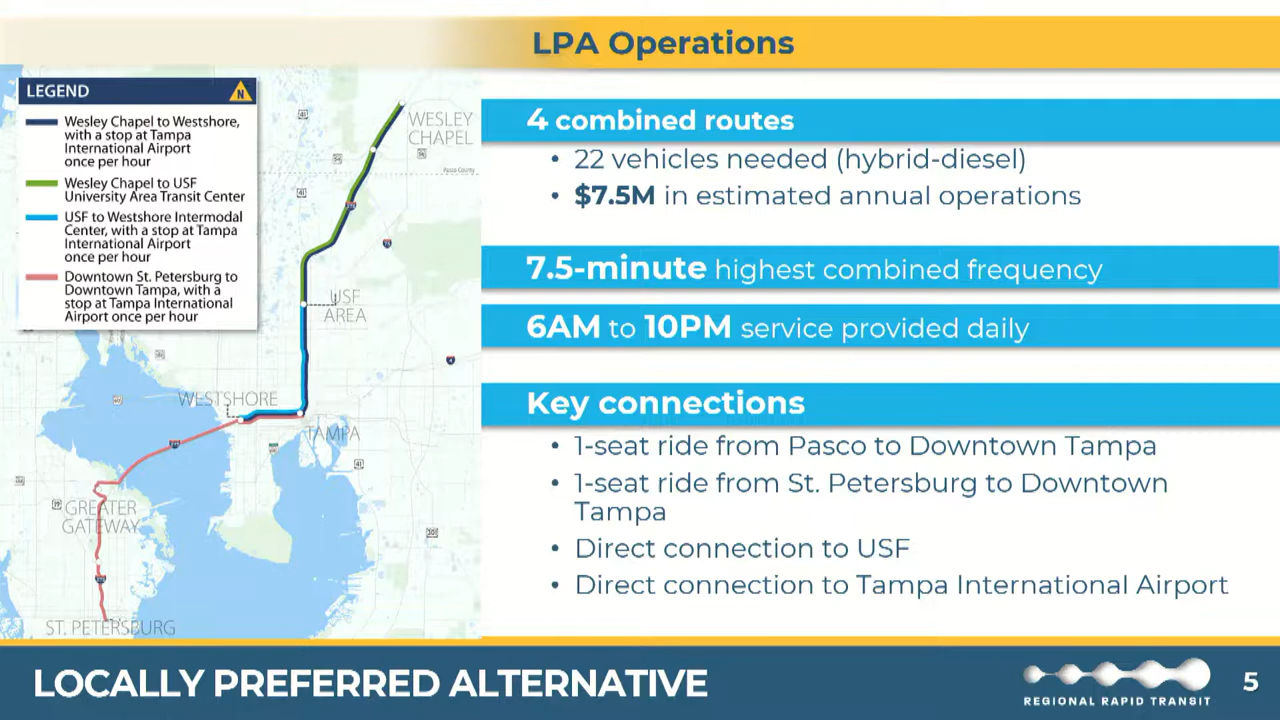 LPA Operations
LEGEND
N
Wesley Chapel to Westshore,
with a stop at Tampa
International Airport
once per hour
Wesley Chapel to USF
University Area Transit Center
USF to Westshore Intermodal
Center, with a stop at Tampa
International Airport
once per hour
Downtown St. Petersburg to
Downtown Tampa, with a
stop at Tampa International
Airport once per hour
WESLEY
CHAPEL
Pasco County
USF
AREA
WESTSHORE
TAMPA
GREATER
GATEWAY
ST. PETERSBURG
4 combined routes
• 22 vehicles needed (hybrid-diesel)
• $7.5M in estimated annual operations
7.5-minute highest combined frequency
6AM to 10PM service provided daily
Key connections
• 1-seat ride from Pasco to Downtown Tampa
• 1-seat ride from St. Petersburg to Downtown
Tampa
• Direct connection to USF
• Direct connection to Tampa International Airport
LOCALLY PREFERRED ALTERNATIVE
REGIONAL RAPID TRANSIT
5